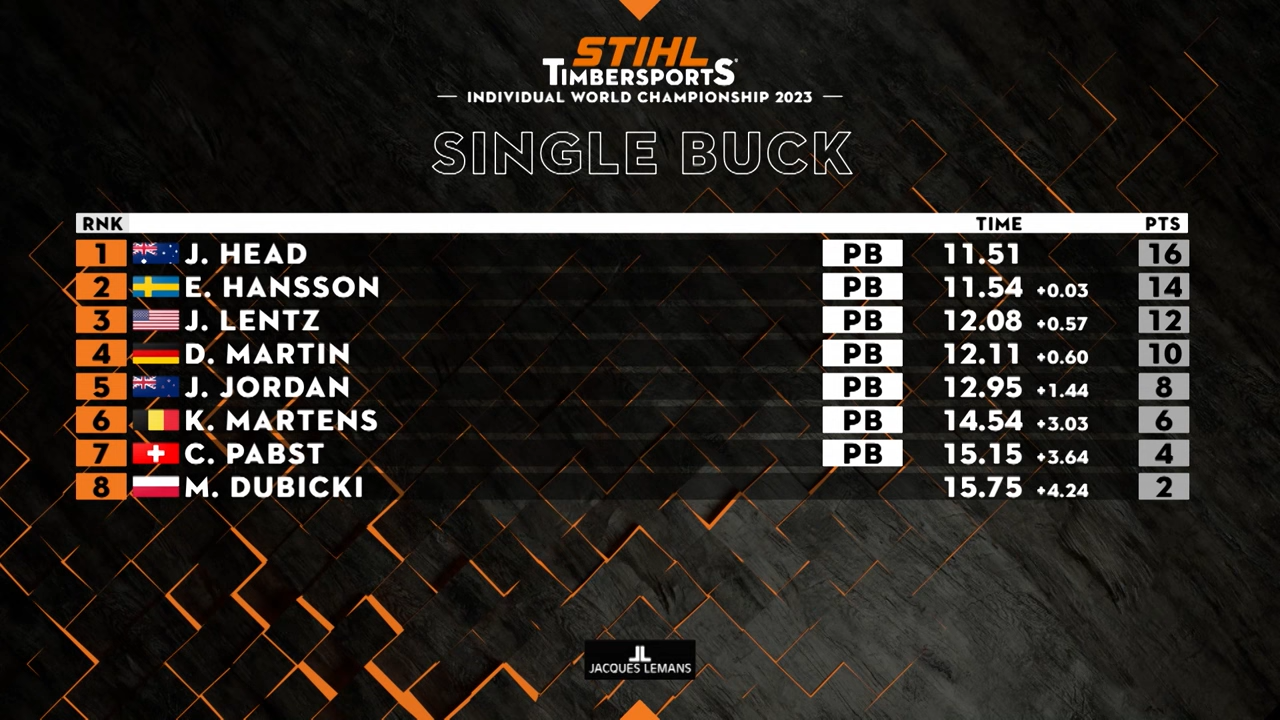 STIHL
TIMBERSPORTS
INDIVIDUAL WORLD CHAMPIONSHIP 2023
SINGLE BUCK
RNK TIME PTS
1 J. HEAD PB 11.51 16
2 E. HANSSON PB 11.54 +0.03 14
3 J. LENTZ PB 12.08 +0.57 12
4 D. MARTIN PB 12.11 +0.60 10
5 J. JORDAN PB 12.95 +1.44 8
6 K. MARTENS PB 14.54 +3.03 6
7 C. PABST PB 15.15 +3.64 4
8 M. DUBICKI 15.75 +4.24 2
JL
JACQUES LEMANS